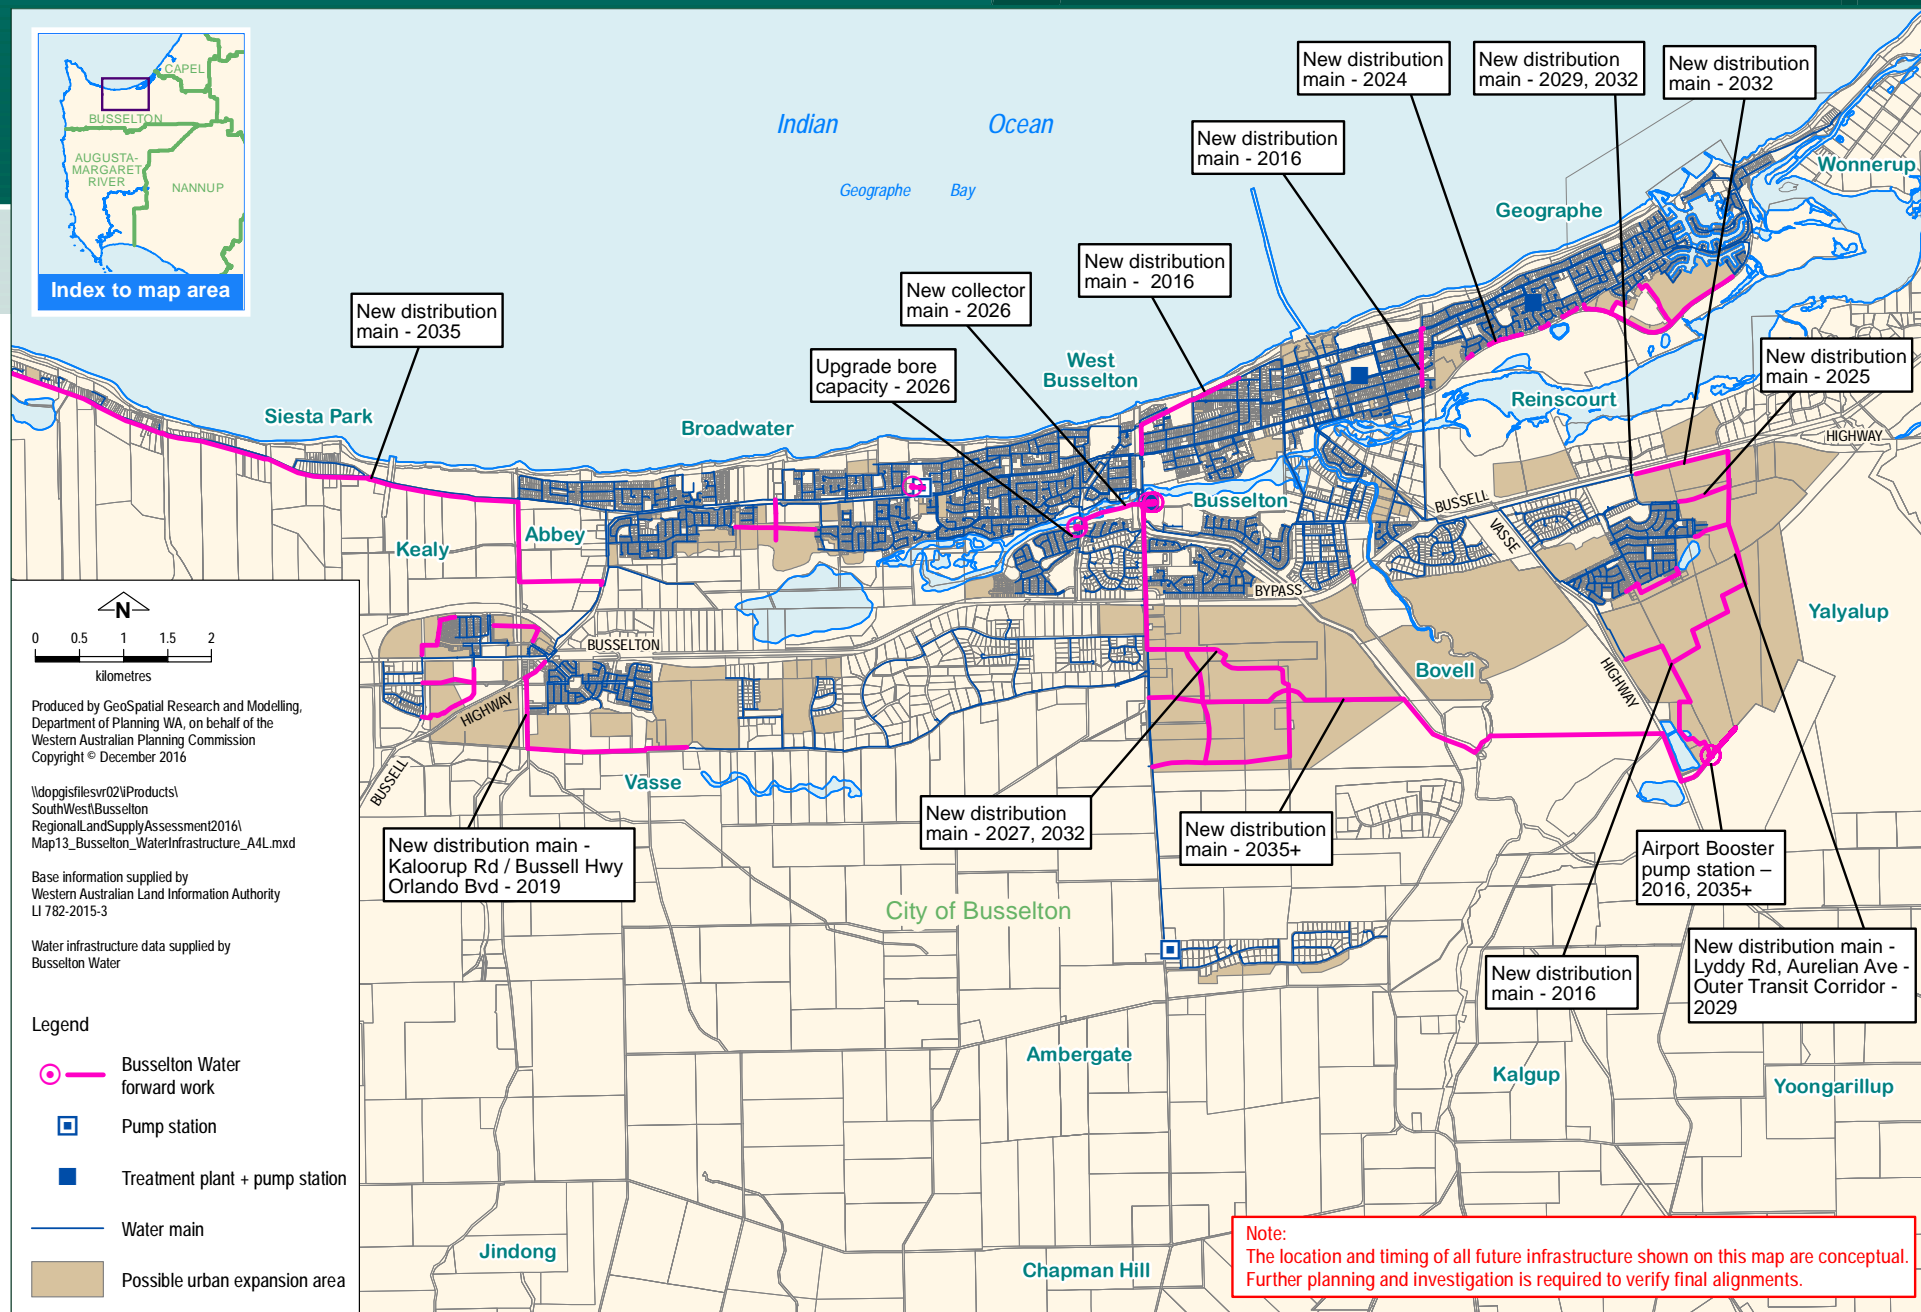 CAPEL
BUSSELTON
AUGUSTA-
MARGARET
RIVER
NANNUP
Index to map area
Indian Ocean
Geographe Bay
New distribution
main - 2024
New distribution
main - 2029, 2032
New distribution
main - 2032
New distribution
main - 2016
Wonnerup
Geographe
New distribution
main - 2016
New collector
main - 2026
New distribution
main - 2035
Upgrade bore
capacity - 2026
West
Busselton
New distribution
main - 2025
Reinscourt
Siesta Park
Broadwater
HIGHWAY
BUSSELL
VASSE
Busselton
Abbey
Kealy
BYPASS
Yalyalup
BUSSELTON
Bovell
HIGHWAY
HIGHWAY
BUSSELL
Vasse
New distribution main -
Kaloorup Rd / Bussell Hwy
Orlando Bvd - 2019
New distribution
main - 2027, 2032
New distribution
main - 2035+
Airport Booster
pump station –
2016, 2035+
City of Busselton
New distribution
main - 2016
New distribution main -
Lyddy Rd, Aurelian Ave -
Outer Transit Corridor -
2029
Ambergate
Kalgup
Yoongarillup
Jindong
Chapman Hill
N
0 0.5 1 1.5 2
kilometres
Produced by GeoSpatial Research and Modelling,
Department of Planning WA, on behalf of the
Western Australian Planning Commission
Copyright © December 2016
\\dopgisfilesvr02\iProducts\
SouthWest\Busselton
RegionalLandSupplyAssessment2016\
Map13_Busselton_WaterInfrastructure_A4L.mxd
Base information supplied by
Western Australian Land Information Authority
LI 782-2015-3
Water infrastructure data supplied by
Busselton Water
Legend
Busselton Water
forward work
Pump station
Treatment plant + pump station
Water main
Possible urban expansion area
Note:
The location and timing of all future infrastructure shown on this map are conceptual.
Further planning and investigation is required to verify final alignments.